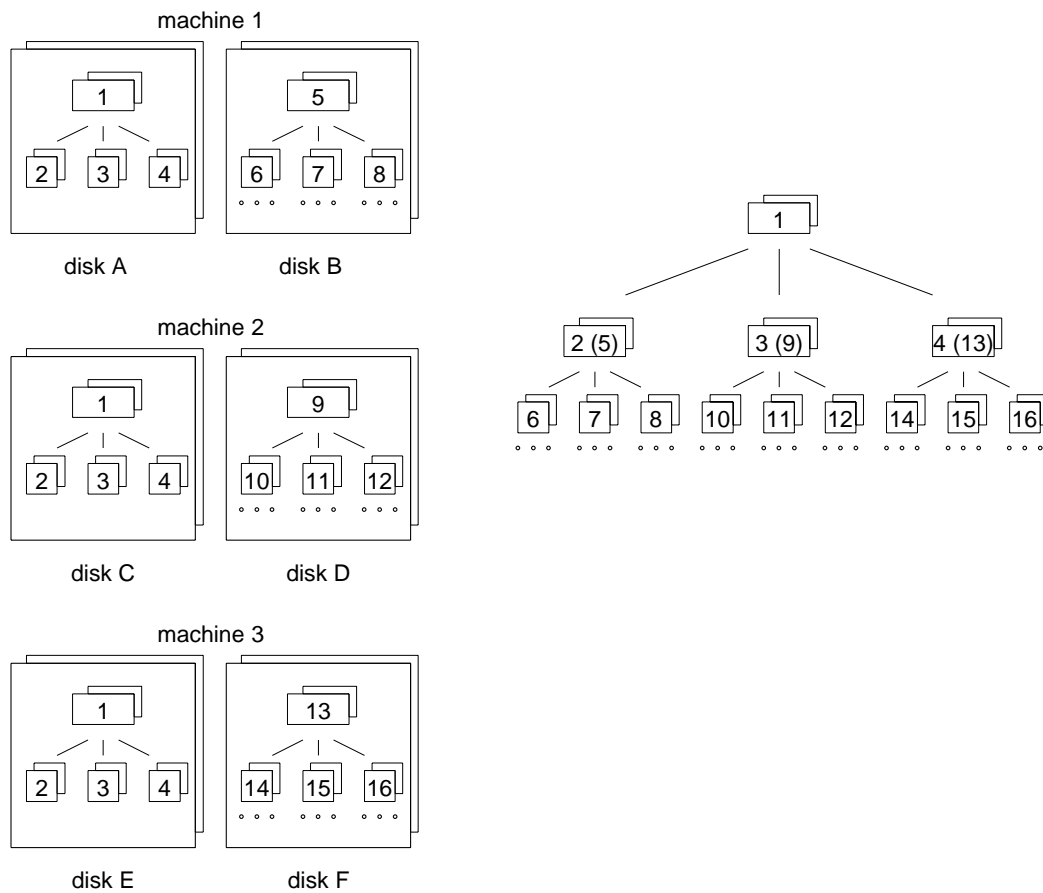 machine 1
1
5
2 3 4
6 7 8
disk A
disk B
machine 2
1
9
2 3 4
10 11 12
disk C
disk D
machine 3
1
13
2 3 4
14 15 16
disk E
disk F
1
2 (5)
3 (9)
4 (13)
6 7 8 10 11 12 14 15 16